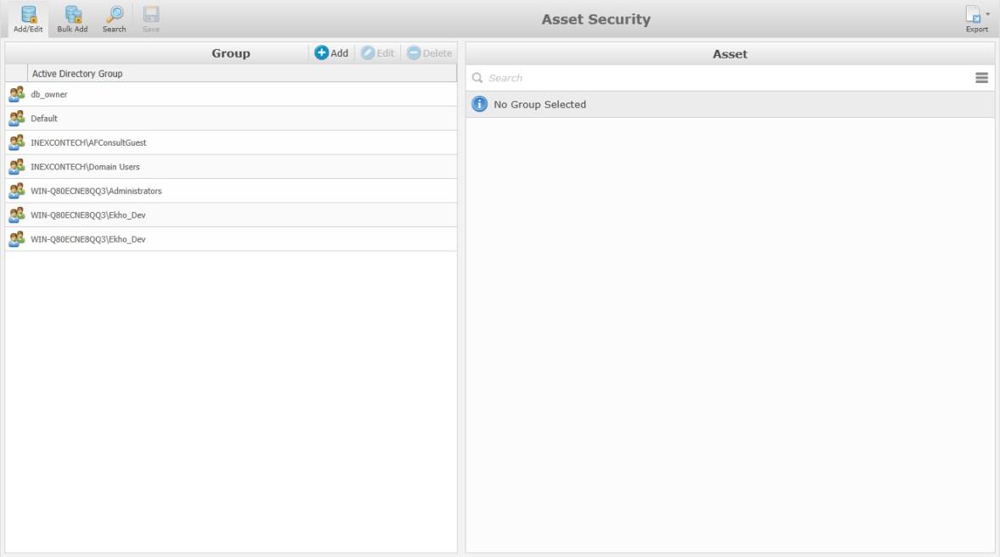 Add/Edit Bulk Add Search Save Asset Security Export
Group Add Edit Delete
Active Directory Group
db_owner
Default
INEXCONTECH\AFConsultGuest
INEXCONTECH\Domain Users
WIN-Q80ECNE8QQ3\Administrators
WIN-Q80ECNE8QQ3\Ekho_Dev
WIN-Q80ECNE8QQ3\Ekho_Dev
Asset
Search
No Group Selected